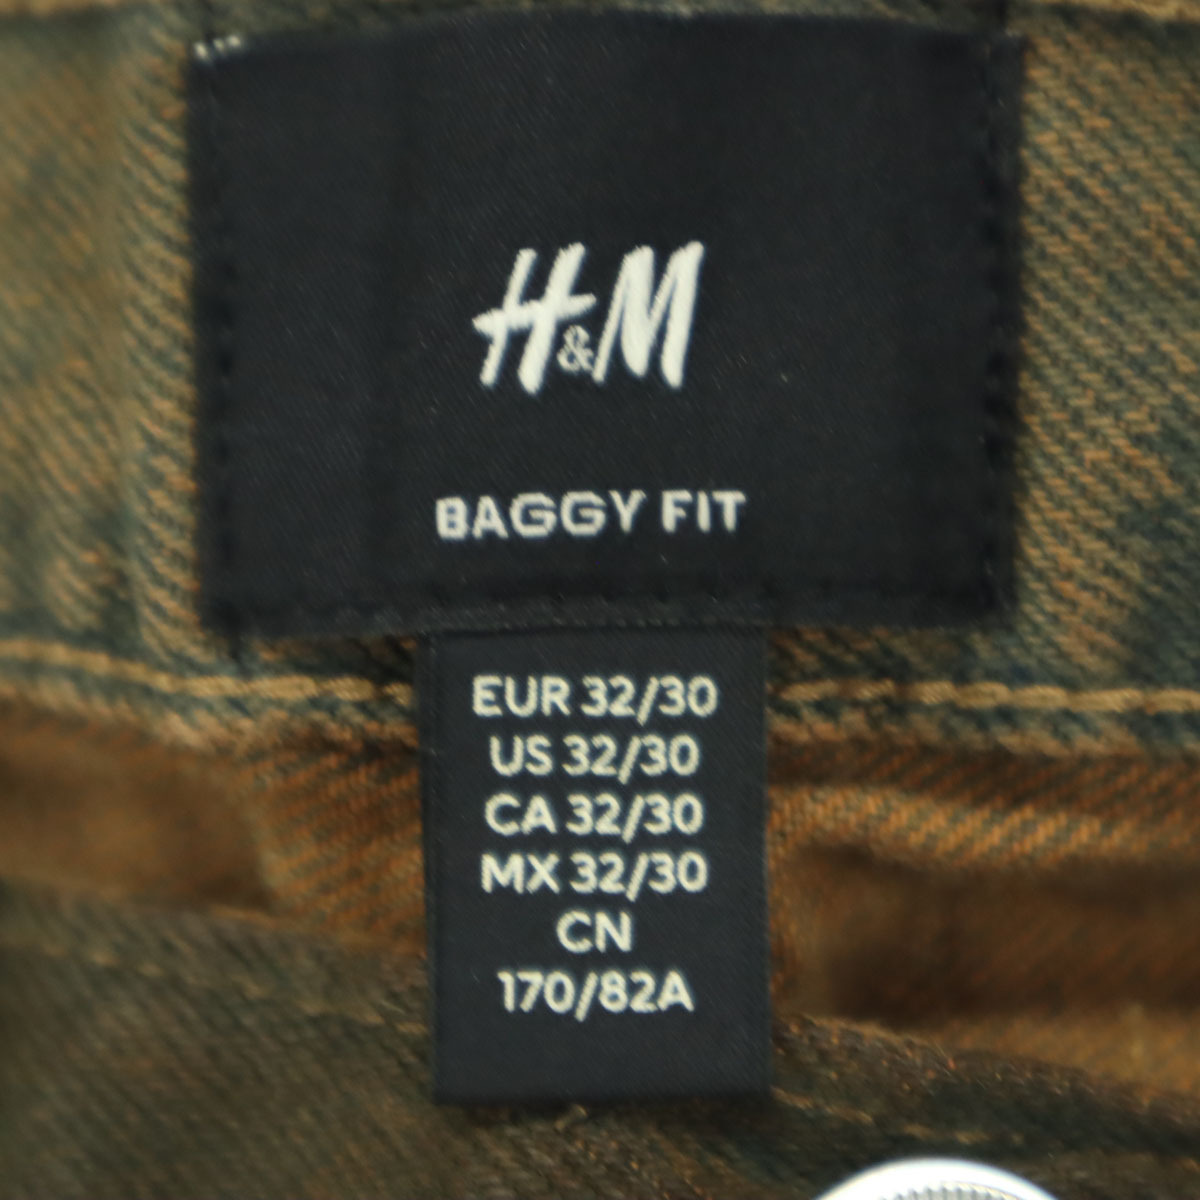 H&M
BAGGY FIT
EUR 32/30
US 32/30
CA 32/30
MX 32/30
CN
170/82A